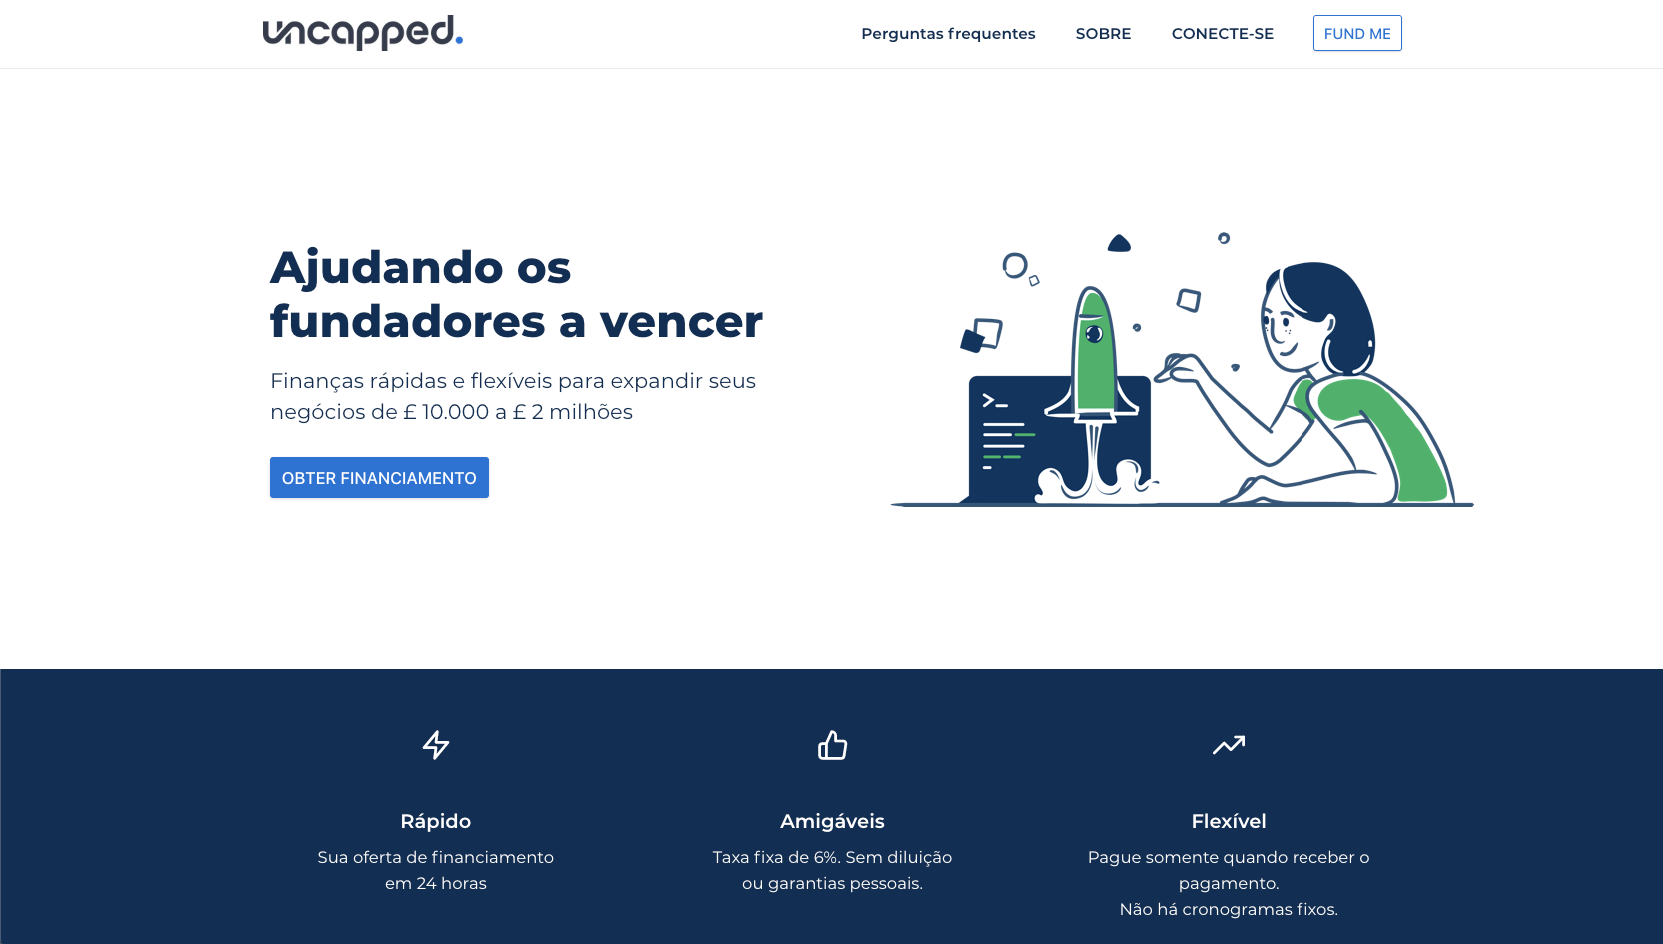 uncapped.
Perguntas frequentes
SOBRE
CONECTE-SE
FUND ME
Ajudando os
fundadores a vencer
Finanças rápidas e flexíveis para expandir seus
negócios de £ 10.000 a £ 2 milhões
OBTER FINANCIAMENTO
Rápido
Sua oferta de financiamento
em 24 horas
Amigáveis
Taxa fixa de 6%. Sem diluição
ou garantias pessoais.
Flexível
Pague somente quando receber o
pagamento.
Não há cronogramas fixos.